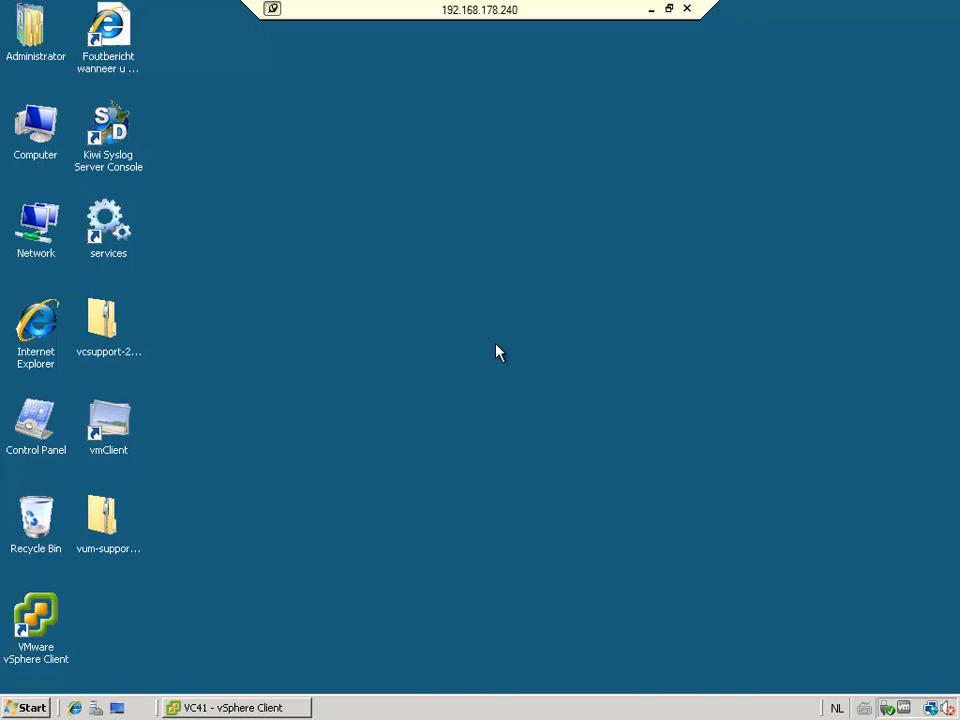 192.168.178.240
Administrator
Foutbericht
wanneer u ...
Computer
Kiwi Syslog
Server Console
Network
services
Internet
Explorer
vcsupport-2...
Control Panel
vmClient
Recycle Bin
vum-suppor...
VMware
vSphere Client
Start
VC41 - vSphere Client
NL